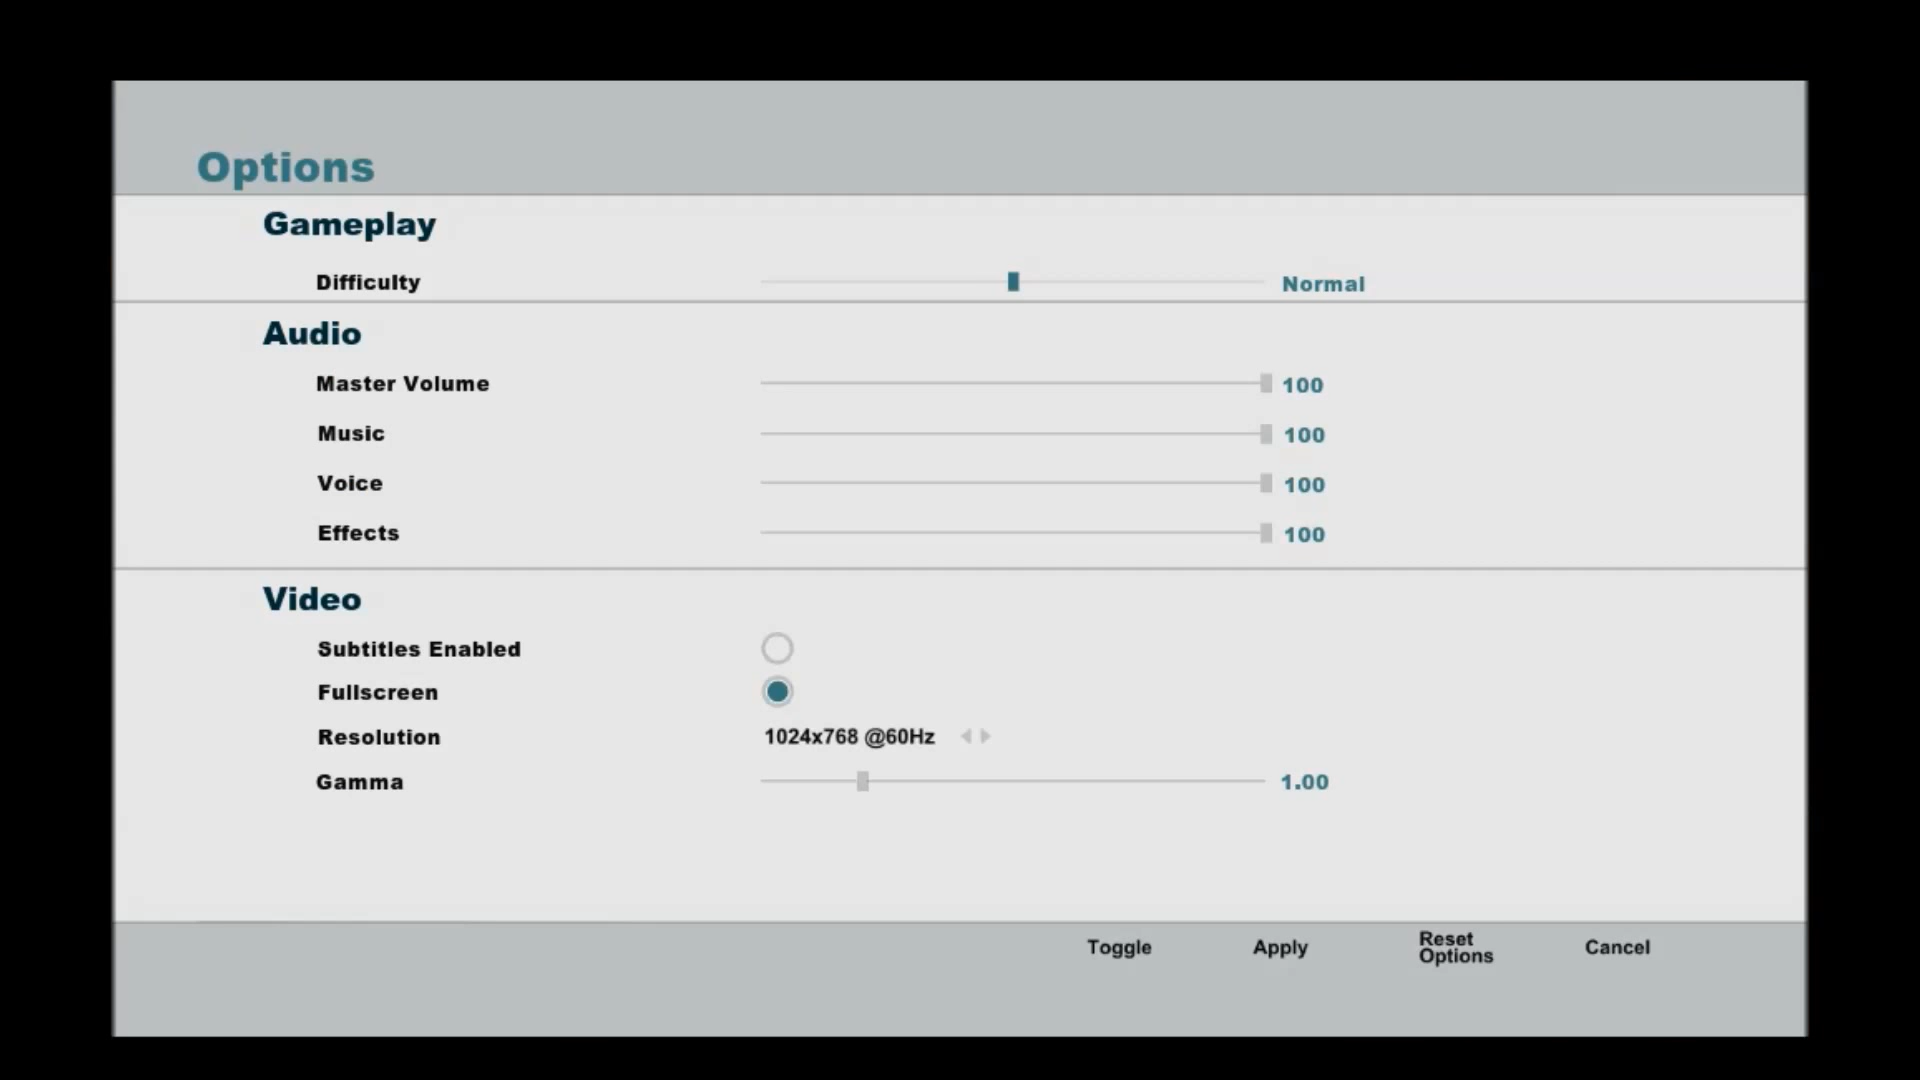 Options
Gameplay
Difficulty Normal
Audio
Master Volume 100
Music 100
Voice 100
Effects 100
Video
Subtitles Enabled
Fullscreen
Resolution 1024x768 @60Hz
Gamma 1.00
Toggle Apply Reset Options Cancel